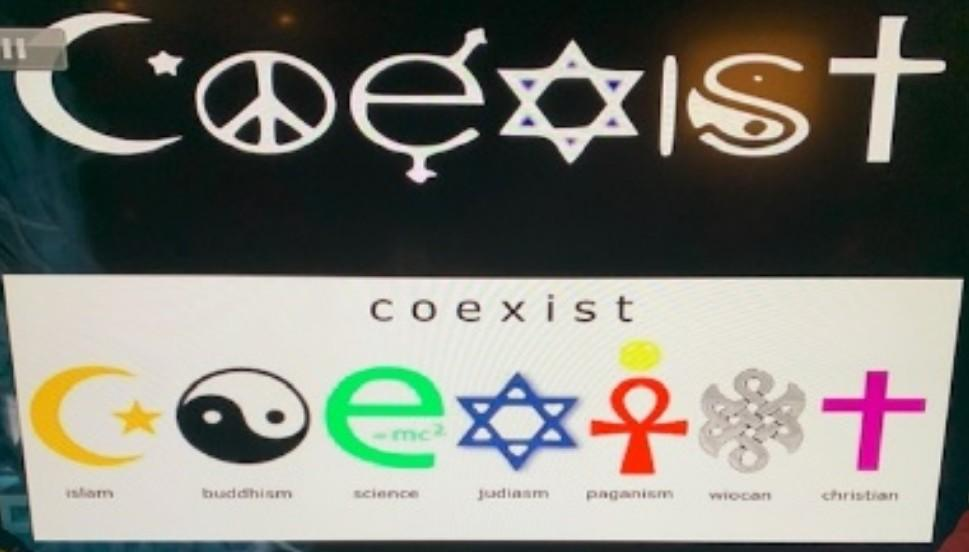 Coexist
coexist
e=mc²
islam buddhism science judiasm paganism wiocan christian